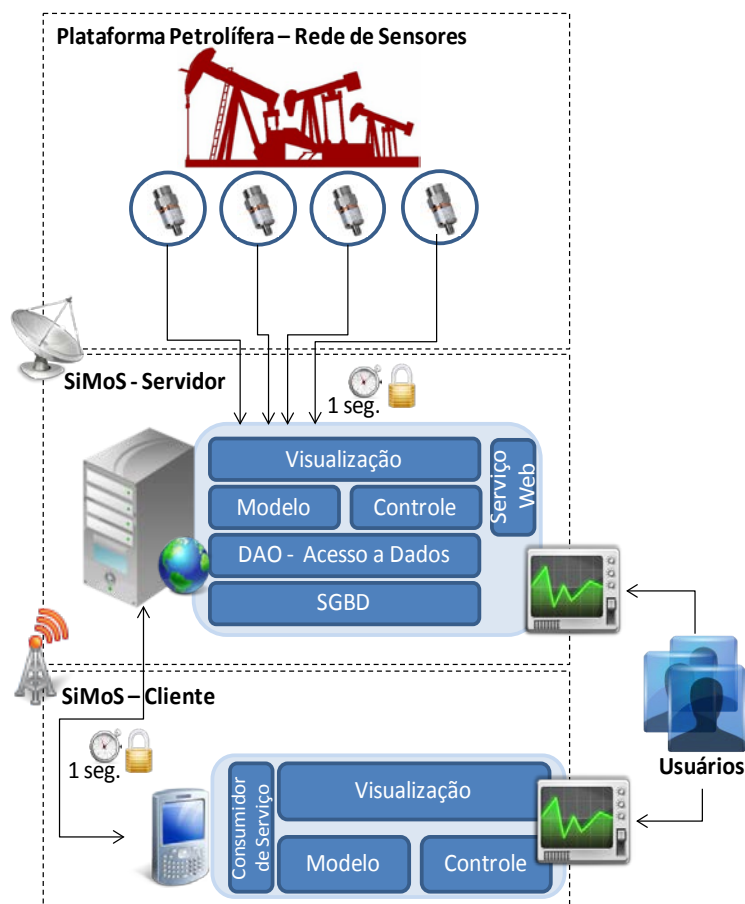 Plataforma Petrolífera – Rede de Sensores
SiMoS - Servidor
1 seg.
Visualização
Modelo
Controle
Serviço
Web
DAO - Acesso a Dados
SGBD
SiMoS – Cliente
1 seg.
Usuários
Consumidor
de Serviço
Visualização
Modelo
Controle